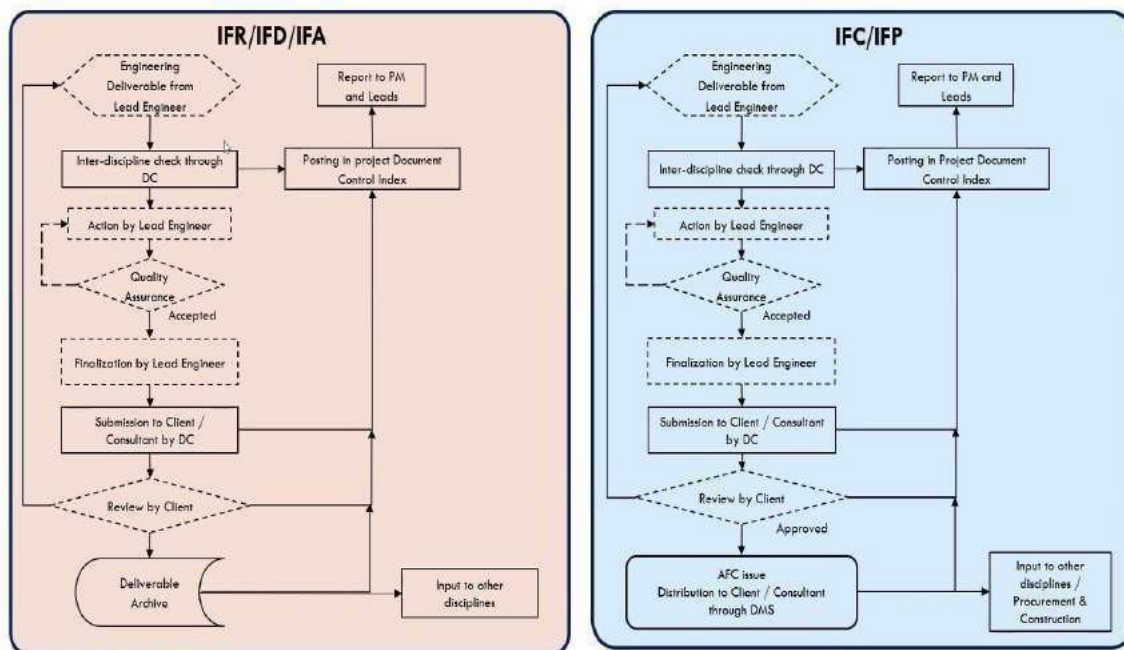 IFR/IFD/IFA
Engineering
Deliverable from
Lead Engineer
Report to PM
and Leads
Inter-discipline check through
DC
Posting in project Document
Control Index
Action by Lead Engineer
Quality
Assurance
Accepted
Finalization by Lead Engineer
Submission to Client /
Consultant by DC
Review by Client
Deliverable
Archive
Input to other
disciplines
IFC/IFP
Engineering
Deliverable from
Lead Engineer
Report to PM and
Leads
Inter-discipline check through DC
Posting in Project Document
Control Index
Action by Lead Engineer
Quality
Assurance
Accepted
Finalization by Lead Engineer
Submission to Client / Consultant
by DC
Review by Client
Approved
AFC issue
Distribution to Client / Consultant
through DMS
Input to other
disciplines /
Procurement &
Construction